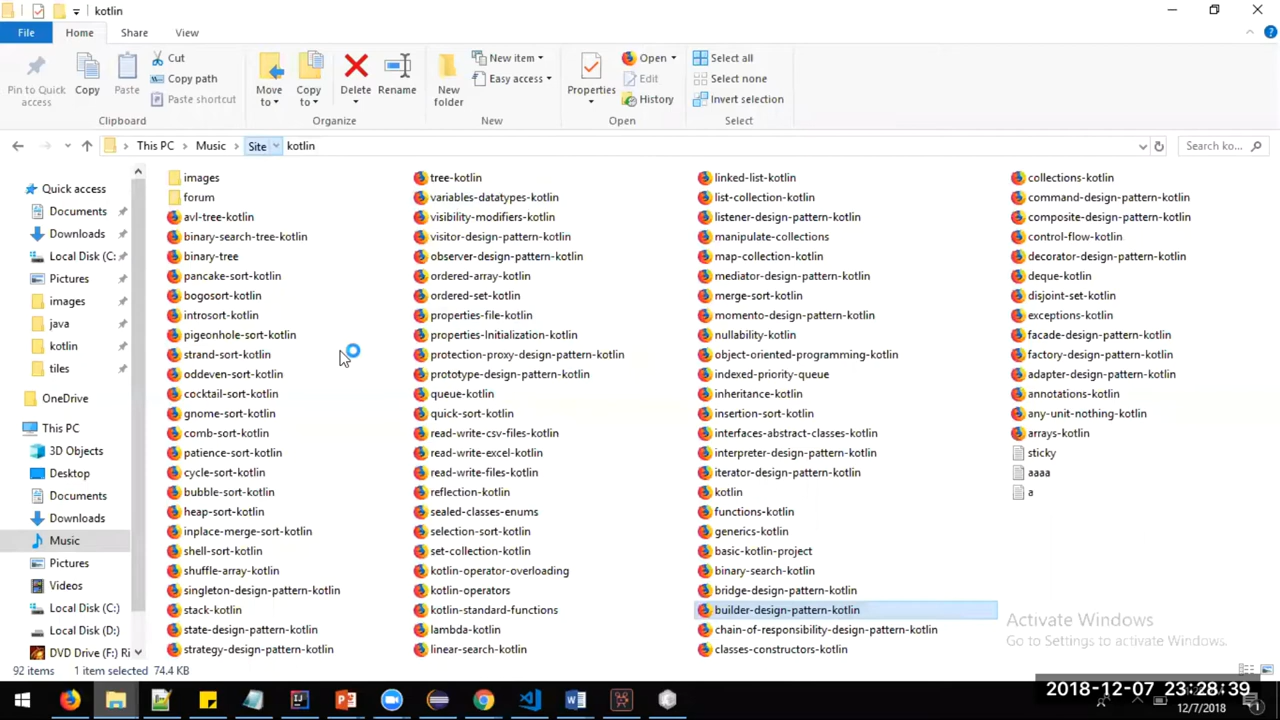 kotlin
File Home Share View
Pin to Quick access
Copy
Paste
Cut
Copy path
Paste shortcut
Clipboard
Move to
Copy to
Delete
Rename
Organize
New folder
New item
Easy access
New
Properties
Open
Edit
History
Open
Select all
Select none
Invert selection
Select
This PC Music Site kotlin
Search ko...
Quick access
Documents
Downloads
Local Disk (C:
Pictures
images
java
kotlin
tiles
OneDrive
This PC
3D Objects
Desktop
Documents
Downloads
Music
Pictures
Videos
Local Disk (C:)
Local Disk (D:)
DVD Drive (F:) Ri
images
forum
avl-tree-kotlin
binary-search-tree-kotlin
binary-tree
pancake-sort-kotlin
bogosort-kotlin
introsort-kotlin
pigeonhole-sort-kotlin
strand-sort-kotlin
oddeven-sort-kotlin
cocktail-sort-kotlin
gnome-sort-kotlin
comb-sort-kotlin
patience-sort-kotlin
cycle-sort-kotlin
bubble-sort-kotlin
heap-sort-kotlin
inplace-merge-sort-kotlin
shell-sort-kotlin
shuffle-array-kotlin
singleton-design-pattern-kotlin
stack-kotlin
state-design-pattern-kotlin
strategy-design-pattern-kotlin
tree-kotlin
variables-datatypes-kotlin
visibility-modifiers-kotlin
visitor-design-pattern-kotlin
observer-design-pattern-kotlin
ordered-array-kotlin
ordered-set-kotlin
properties-file-kotlin
properties-Initialization-kotlin
protection-proxy-design-pattern-kotlin
prototype-design-pattern-kotlin
queue-kotlin
quick-sort-kotlin
read-write-csv-files-kotlin
read-write-excel-kotlin
read-write-files-kotlin
reflection-kotlin
sealed-classes-enums
selection-sort-kotlin
set-collection-kotlin
kotlin-operator-overloading
kotlin-operators
kotlin-standard-functions
lambda-kotlin
linear-search-kotlin
linked-list-kotlin
list-collection-kotlin
listener-design-pattern-kotlin
manipulate-collections
map-collection-kotlin
mediator-design-pattern-kotlin
merge-sort-kotlin
momento-design-pattern-kotlin
nullability-kotlin
object-oriented-programming-kotlin
indexed-priority-queue
inheritance-kotlin
insertion-sort-kotlin
interfaces-abstract-classes-kotlin
interpreter-design-pattern-kotlin
iterator-design-pattern-kotlin
kotlin
functions-kotlin
generics-kotlin
basic-kotlin-project
binary-search-kotlin
bridge-design-pattern-kotlin
builder-design-pattern-kotlin
chain-of-responsibility-design-pattern-kotlin
classes-constructors-kotlin
collections-kotlin
command-design-pattern-kotlin
composite-design-pattern-kotlin
control-flow-kotlin
decorator-design-pattern-kotlin
deque-kotlin
disjoint-set-kotlin
exceptions-kotlin
facade-design-pattern-kotlin
factory-design-pattern-kotlin
adapter-design-pattern-kotlin
annotations-kotlin
any-unit-nothing-kotlin
arrays-kotlin
sticky
aaaa
a
Activate Windows
Go to Settings to activate Windows.
92 items 1 item selected 74.4 KB
2018-12-07 23:28:39
12/7/2018